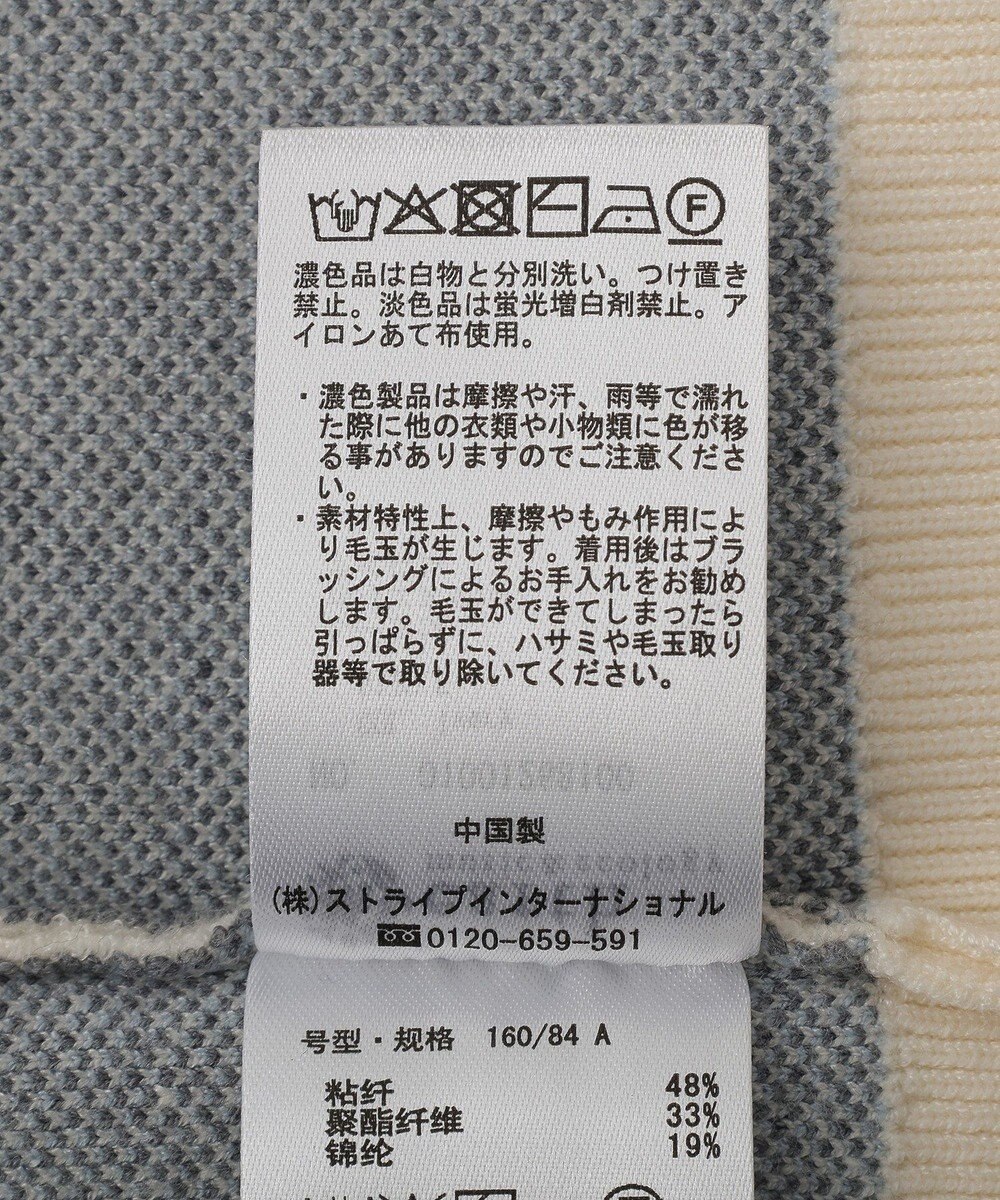 F
濃色品は白物と分別洗い。つけ置き
禁止。淡色品は蛍光増白剤禁止。ア
イロンあて布使用。
・濃色製品は摩擦や汗、雨等で濡れ
た際に他の衣類や小物類に色が移
る事がありますのでご注意くださ
い。
・素材特性上、摩擦やもみ作用によ
り毛玉が生じます。着用後はブラ
ッシングによるお手入れをお勧め
します。毛玉ができてしまったら
引っぱらずに、ハサミや毛玉取り
器等で取り除いてください。
中国製
(株)ストライプインターナショナル
0120-659-591
号型・规格 160/84 A
粘纤 48%
聚酯纤维 33%
锦纶 19%